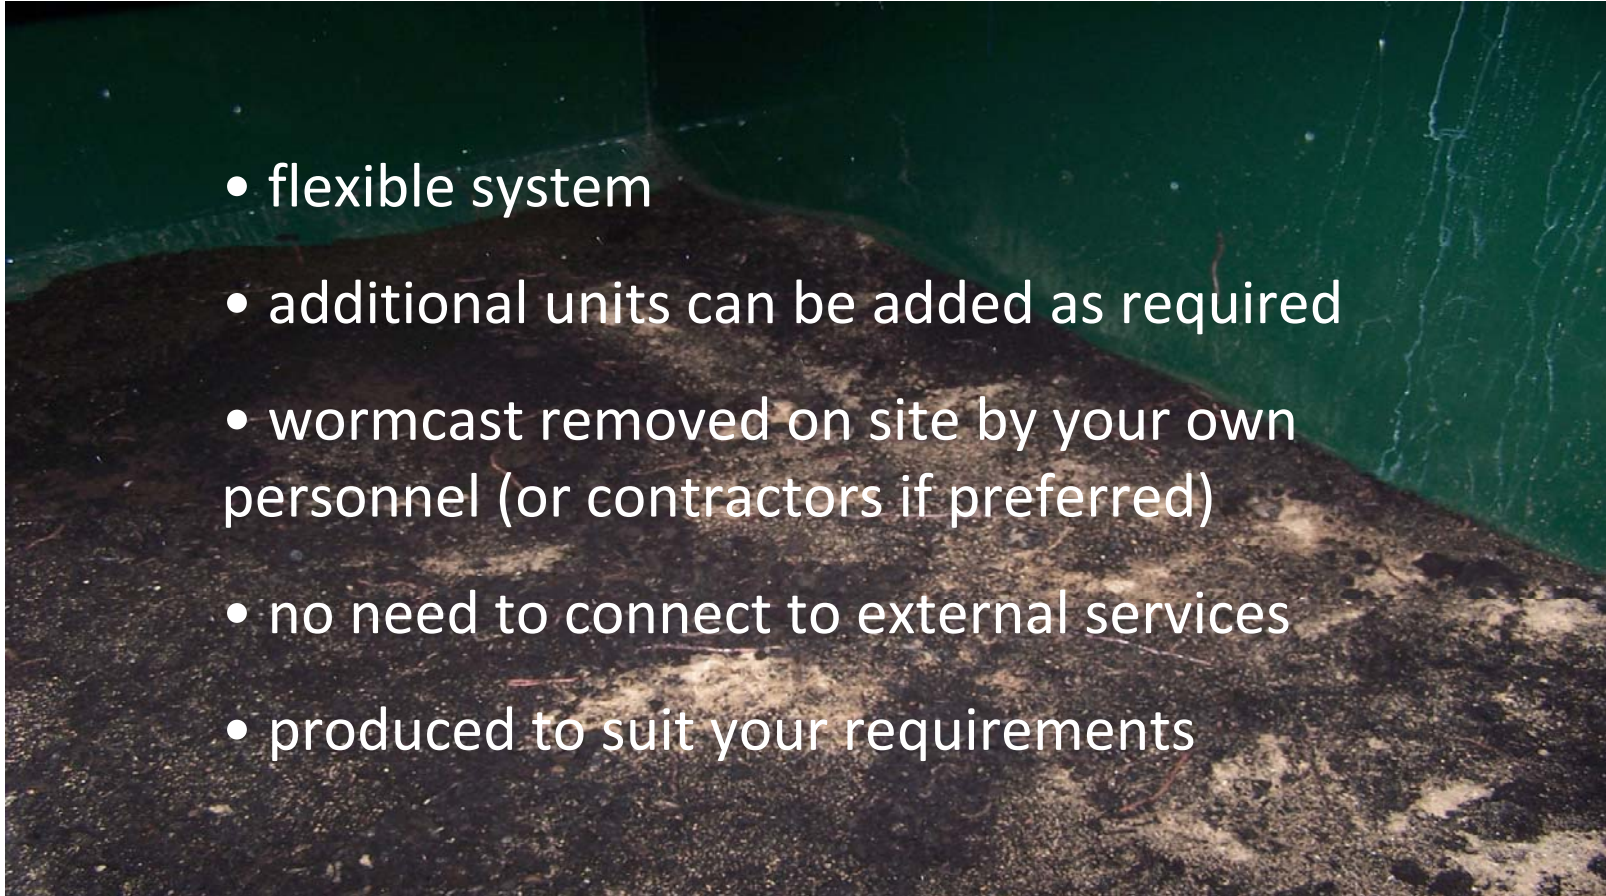 • flexible system
• additional units can be added as required
• wormcast removed on site by your own
personnel (or contractors if preferred)
• no need to connect to external services
• produced to suit your requirements